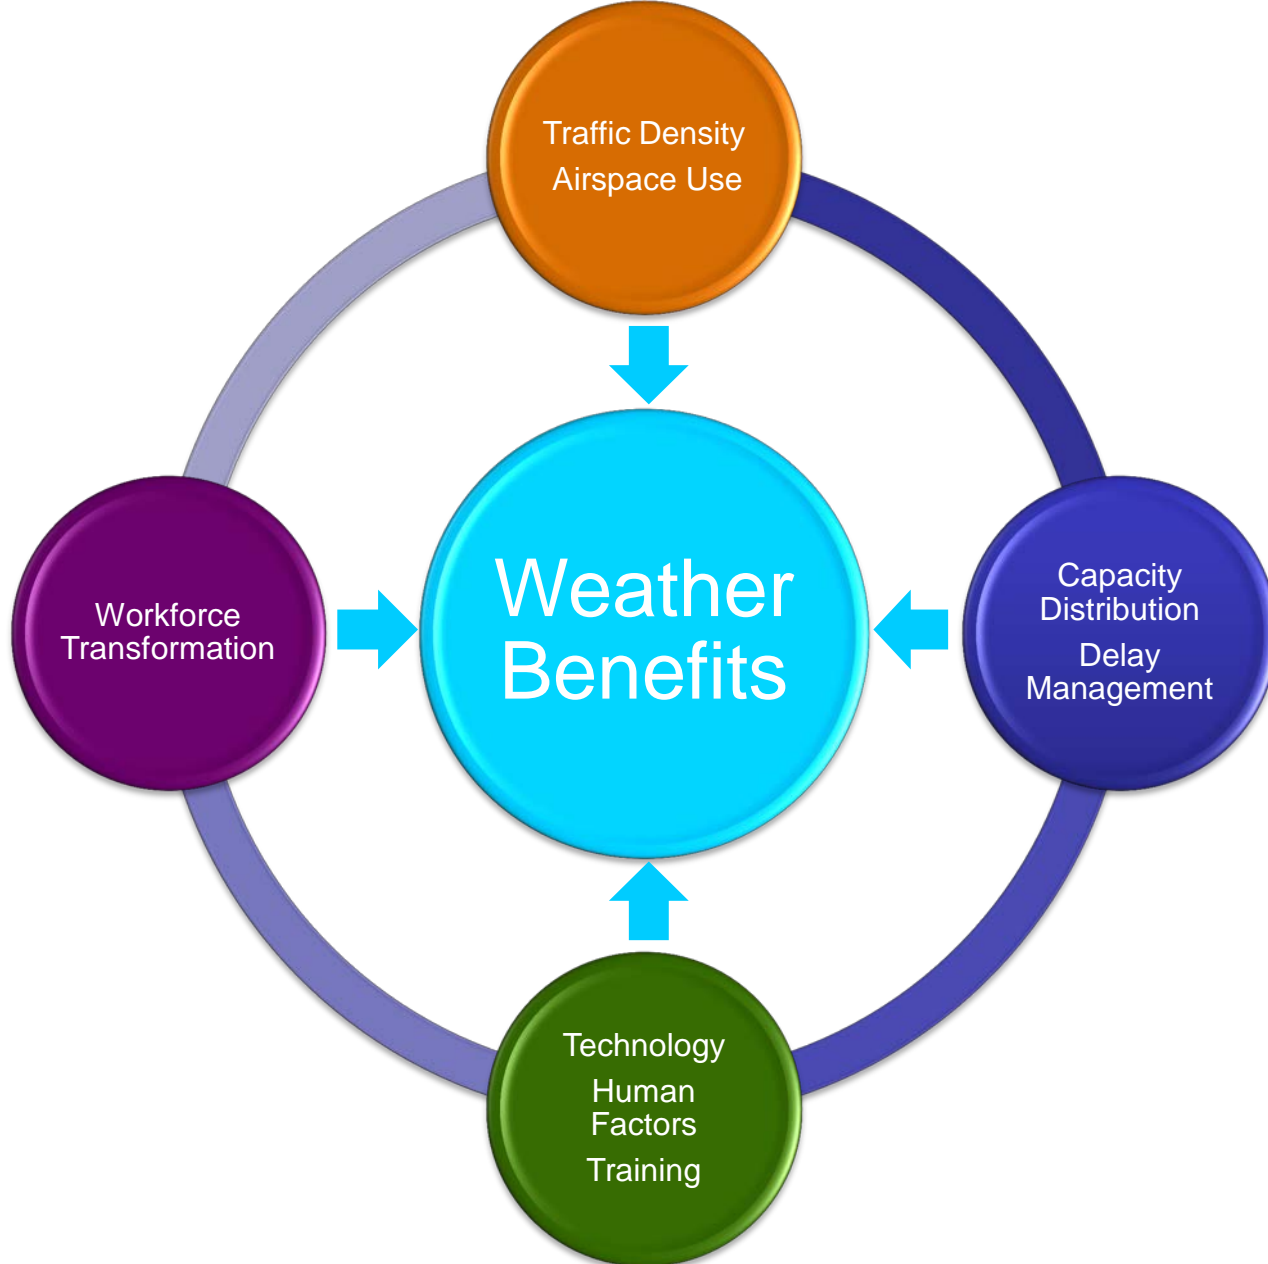 Traffic Density
Airspace Use
Workforce
Transformation
Weather
Benefits
Capacity
Distribution
Delay
Management
Technology
Human
Factors
Training